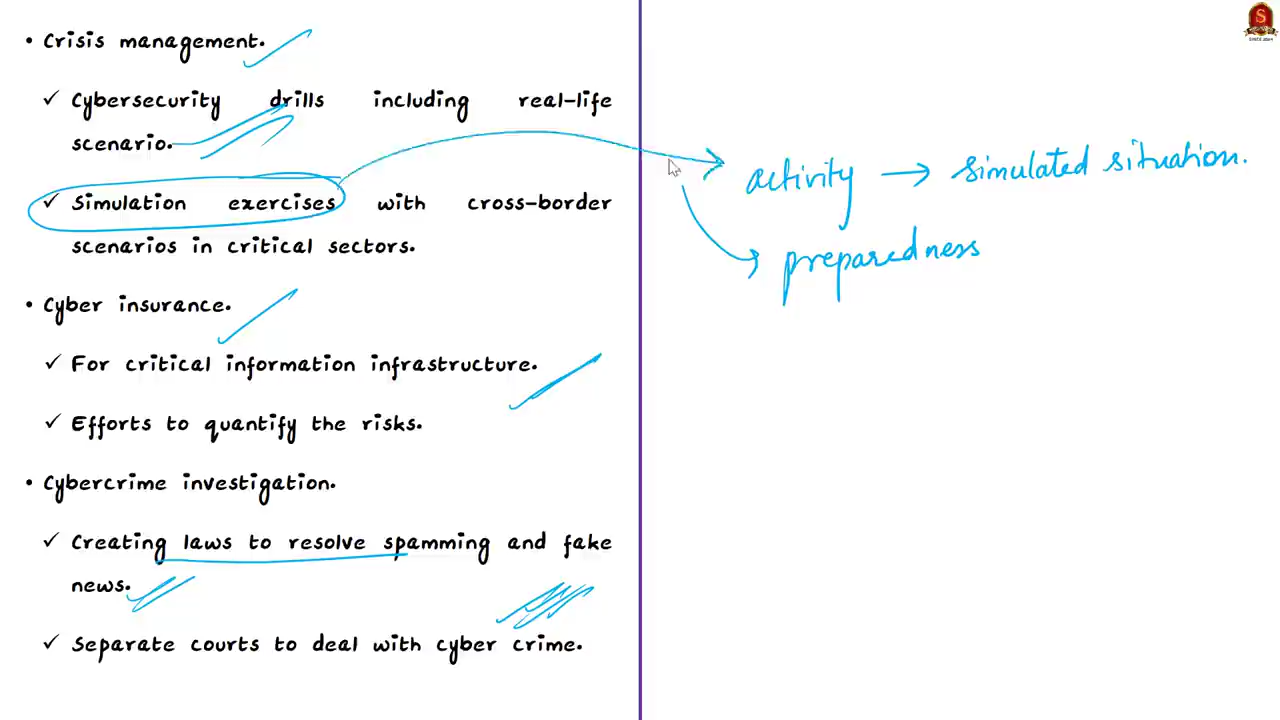 • Crisis management.
✓ Cybersecurity drills including real-life
scenario.
✓ Simulation exercises with cross-border
scenarios in critical sectors.
• Cyber insurance.
✓ For critical information infrastructure.
✓ Efforts to quantify the risks.
• Cybercrime investigation.
✓ Creating laws to resolve spamming and fake
news.
✓ Separate courts to deal with cyber crime.
activity → simulated situation.
preparedness
S